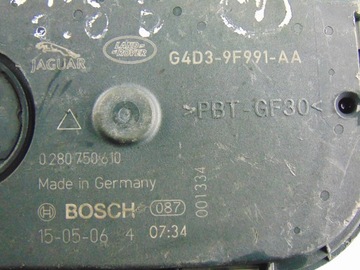 JAGUAR
LAND-
ROVER
G4D3-9F991-AA
>PBT-GF30<
0 280 750 610
Made in Germany
BOSCH 087
001334
15-05-06 4 07:34